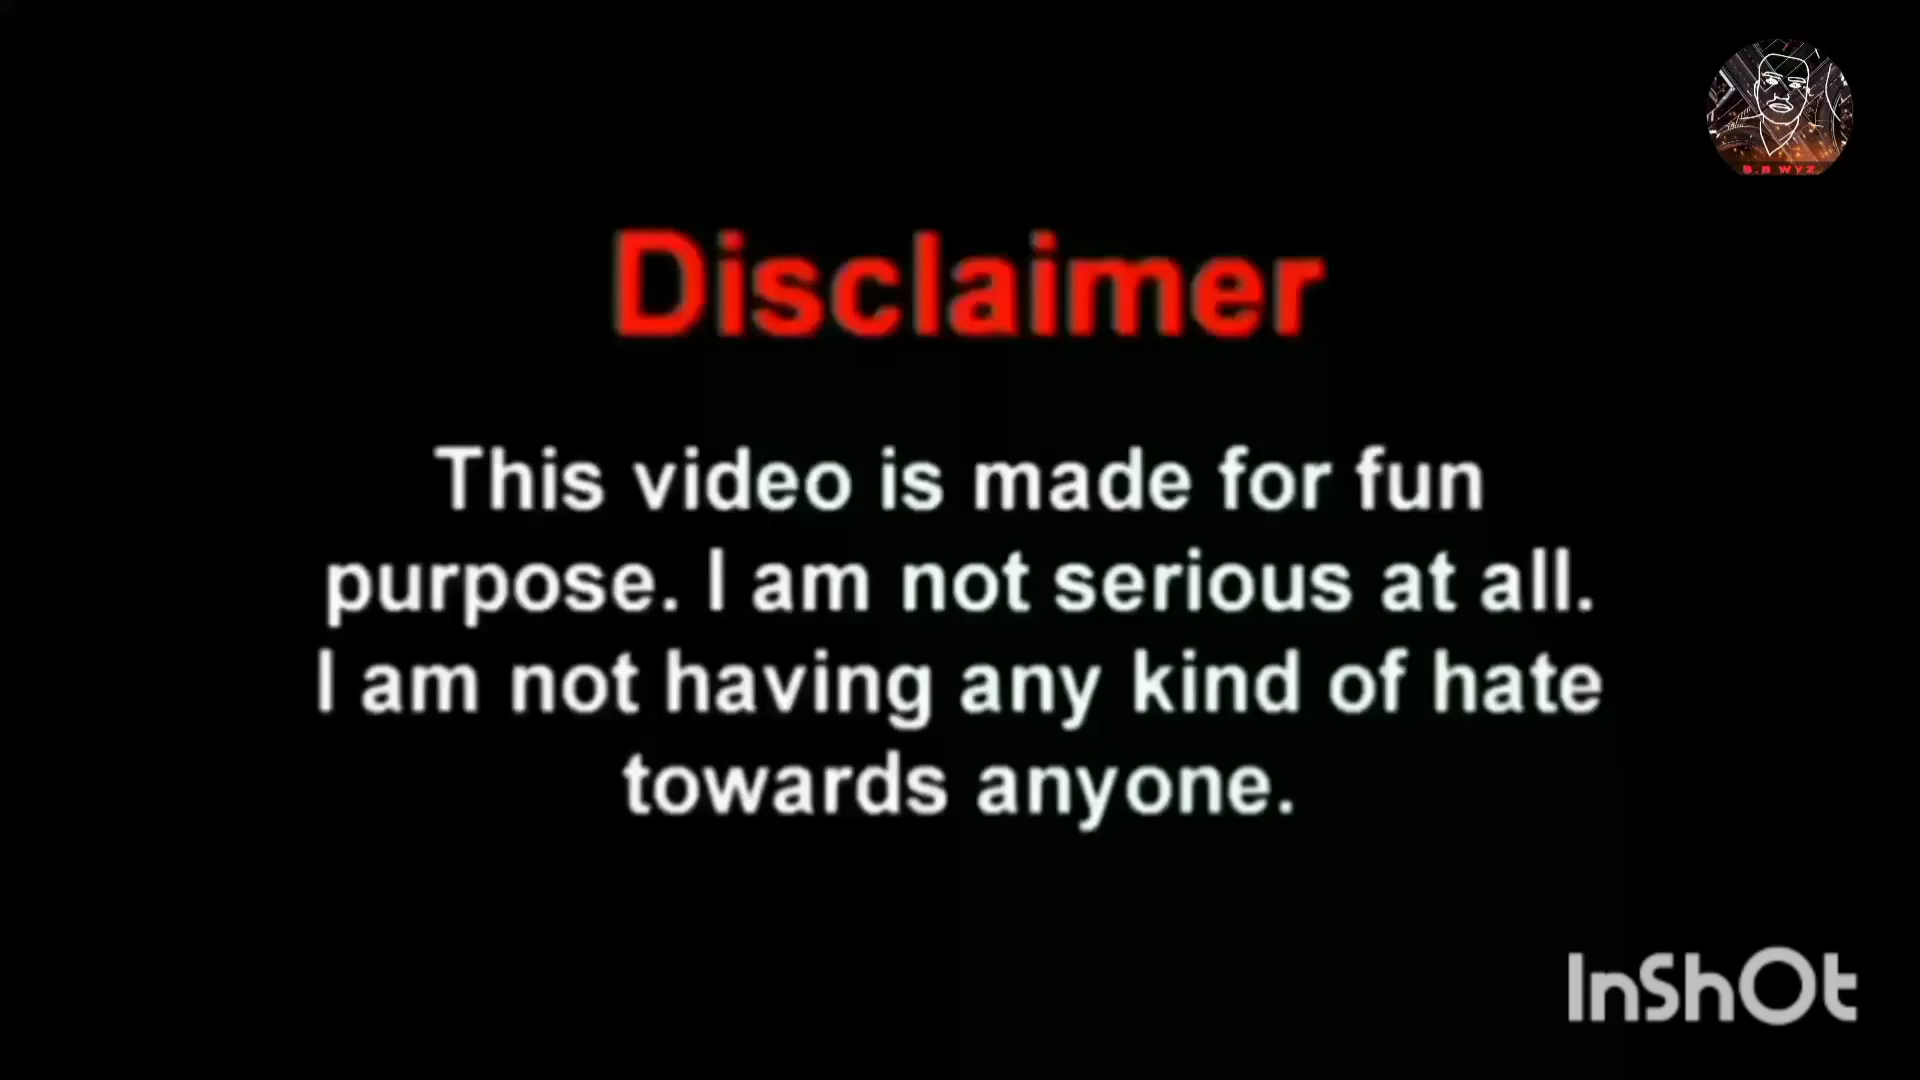 S.B WYZ
Disclaimer
This video is made for fun
purpose. I am not serious at all.
I am not having any kind of hate
towards anyone.
InShOt